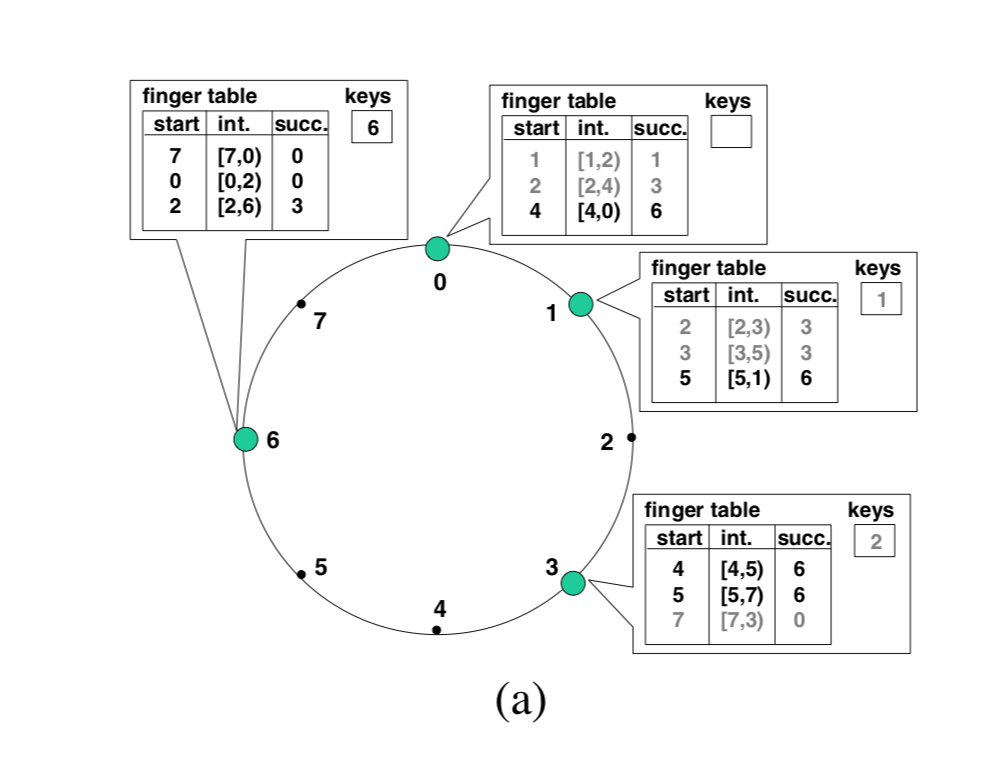 finger table keys
start int. succ. 6
7 [7,0) 0
0 [0,2) 0
2 [2,6) 3
finger table keys
start int. succ.
1 [1,2) 1
2 [2,4) 3
4 [4,0) 6
finger table keys
start int. succ. 1
2 [2,3) 3
3 [3,5) 3
5 [5,1) 6
finger table keys
start int. succ. 2
4 [4,5) 6
5 [5,7) 6
7 [7,3) 0
0
1
2
3
4
5
6
7
(a)